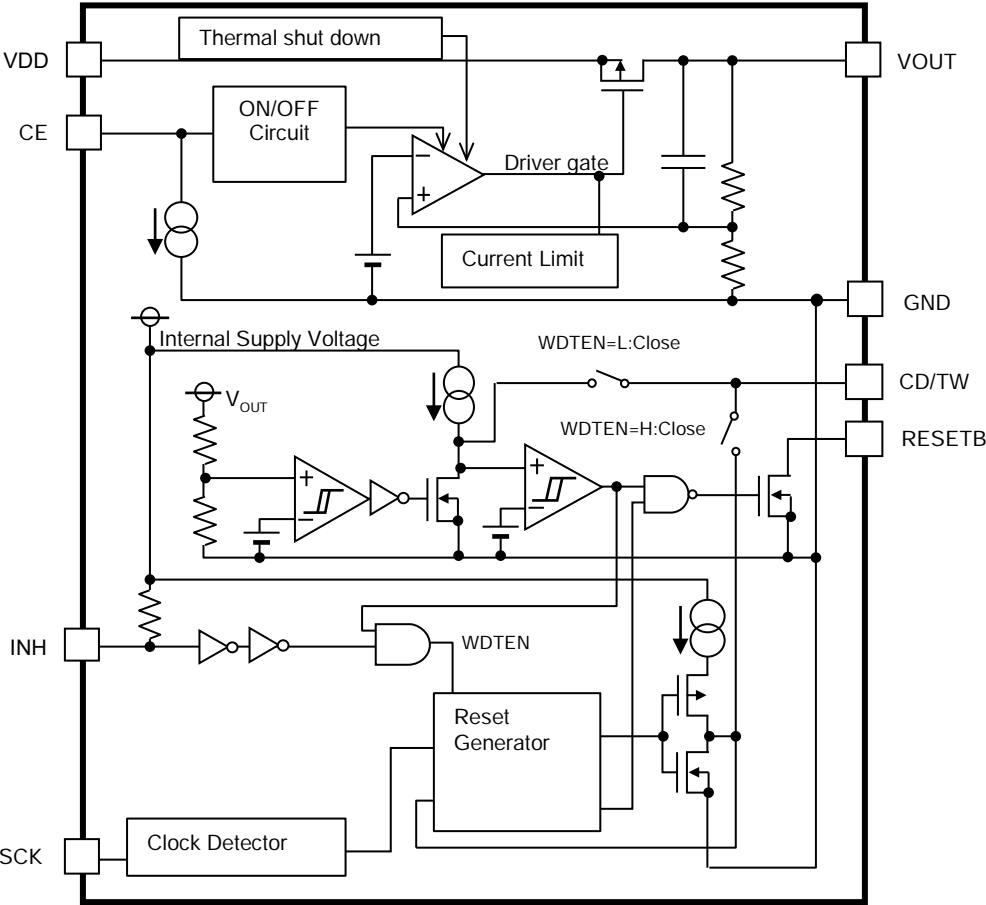 Thermal shut down
VDD
VOUT
CE
ON/OFF
Circuit
−
+
Driver gate
Current Limit
GND
Internal Supply Voltage
WDTEN=L:Close
VOUT
CD/TW
WDTEN=H:Close
RESETB
+
−
+
−
INH
WDTEN
Reset
Generator
SCK
Clock Detector